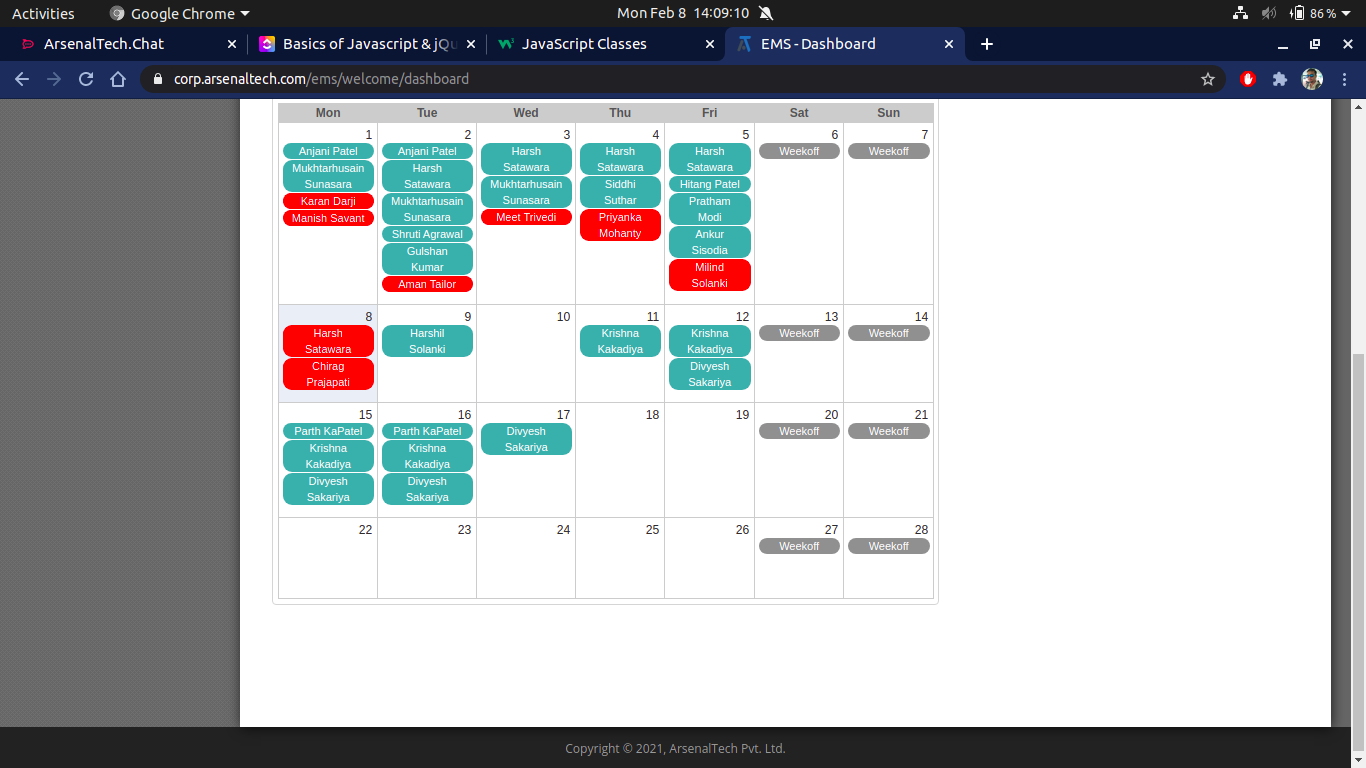 Activities
Google Chrome
Mon Feb 8 14:09:10
86 %
ArsenalTech.Chat
Basics of Javascript & jQu
JavaScript Classes
EMS - Dashboard
corp.arsenaltech.com/ems/welcome/dashboard
Mon Tue Wed Thu Fri Sat Sun
1
Anjani Patel
Mukhtarhusain
Sunasara
Karan Darji
Manish Savant
2
Anjani Patel
Harsh
Satawara
Mukhtarhusain
Sunasara
Shruti Agrawal
Gulshan
Kumar
Aman Tailor
3
Harsh
Satawara
Mukhtarhusain
Sunasara
Meet Trivedi
4
Harsh
Satawara
Siddhi
Suthar
Priyanka
Mohanty
5
Harsh
Satawara
Hitang Patel
Pratham
Modi
Ankur
Sisodia
Milind
Solanki
6
Weekoff
7
Weekoff
8
Harsh
Satawara
Chirag
Prajapati
9
Harshil
Solanki
10
11
Krishna
Kakadiya
12
Krishna
Kakadiya
Divyesh
Sakariya
13
Weekoff
14
Weekoff
15
Parth KaPatel
Krishna
Kakadiya
Divyesh
Sakariya
16
Parth KaPatel
Krishna
Kakadiya
Divyesh
Sakariya
17
Divyesh
Sakariya
18
19
20
Weekoff
21
Weekoff
22
23
24
25
26
27
Weekoff
28
Weekoff
Copyright © 2021, ArsenalTech Pvt. Ltd.